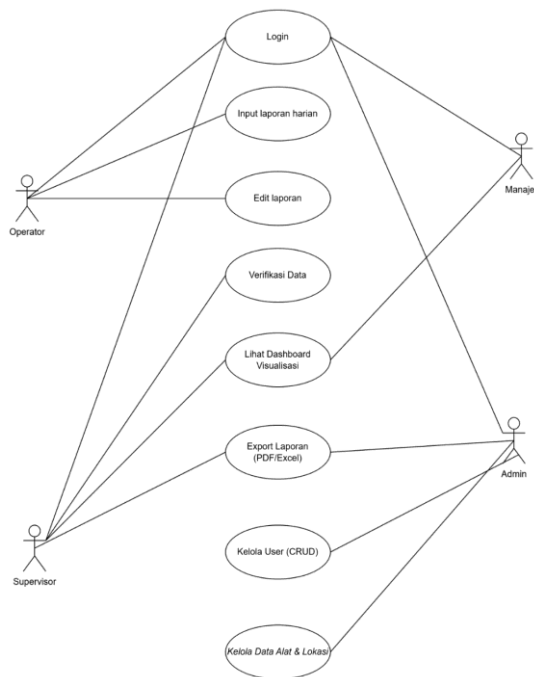 Login
Input laporan harian
Manaje
Operator
Edit laporan
Verifikasi Data
Lihat Dashboard
Visualisasi
Export Laporan
(PDF/Excel)
Admin
Kelola User (CRUD)
Supervisor
Kelola Data Alat & Lokasi